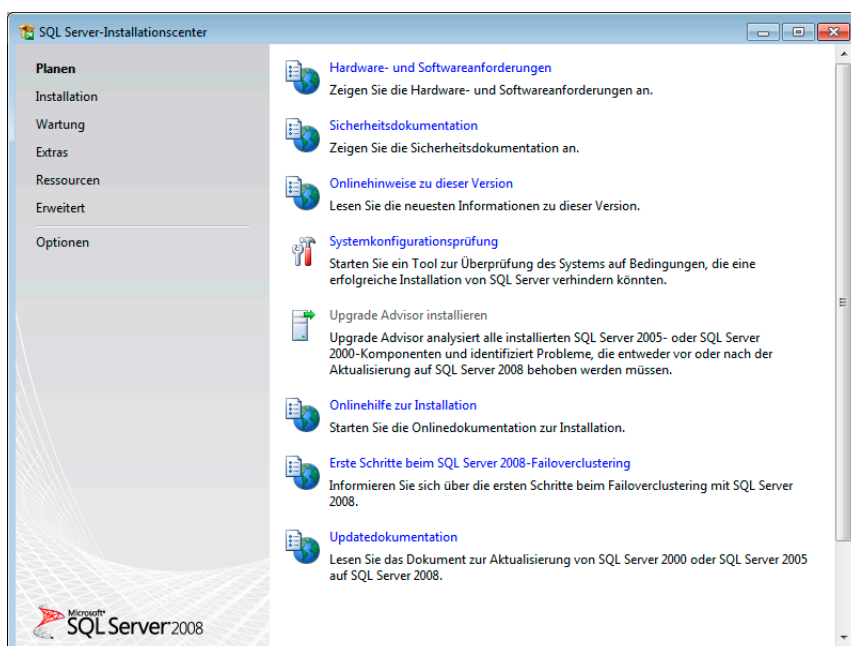 SQL Server-Installationscenter
Planen
Installation
Wartung
Extras
Ressourcen
Erweitert
Optionen
Hardware- und Softwareanforderungen
Zeigen Sie die Hardware- und Softwareanforderungen an.
Sicherheitsdokumentation
Zeigen Sie die Sicherheitsdokumentation an.
Onlinehinweise zu dieser Version
Lesen Sie die neuesten Informationen zu dieser Version.
Systemkonfigurationsprüfung
Starten Sie ein Tool zur Überprüfung des Systems auf Bedingungen, die eine
erfolgreiche Installation von SQL Server verhindern könnten.
Upgrade Advisor installieren
Upgrade Advisor analysiert alle installierten SQL Server 2005- oder SQL Server
2000-Komponenten und identifiziert Probleme, die entweder vor oder nach der
Aktualisierung auf SQL Server 2008 behoben werden müssen.
Onlinehilfe zur Installation
Starten Sie die Onlinedokumentation zur Installation.
Erste Schritte beim SQL Server 2008-Failoverclustering
Informieren Sie sich über die ersten Schritte beim Failoverclustering mit SQL Server
2008.
Updatedokumentation
Lesen Sie das Dokument zur Aktualisierung von SQL Server 2000 oder SQL Server 2005
auf SQL Server 2008.
Microsoft
SQL Server 2008